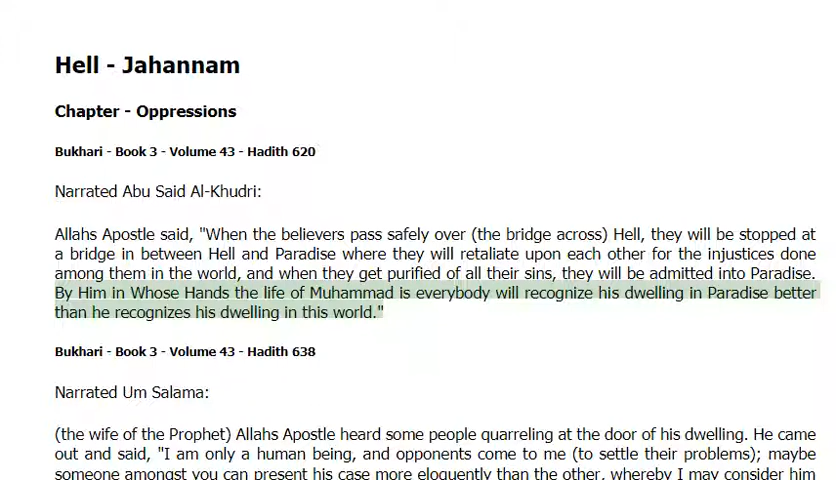 Hell - Jahannam
Chapter - Oppressions
Bukhari - Book 3 - Volume 43 - Hadith 620
Narrated Abu Said Al-Khudri:
Allahs Apostle said, "When the believers pass safely over (the bridge across) Hell, they will be stopped at
a bridge in between Hell and Paradise where they will retaliate upon each other for the injustices done
among them in the world, and when they get purified of all their sins, they will be admitted into Paradise.
By Him in Whose Hands the life of Muhammad is everybody will recognize his dwelling in Paradise better
than he recognizes his dwelling in this world."
Bukhari - Book 3 - Volume 43 - Hadith 638
Narrated Um Salama:
(the wife of the Prophet) Allahs Apostle heard some people quarreling at the door of his dwelling. He came
out and said, "I am only a human being, and opponents come to me (to settle their problems); maybe
someone amongst you can present his case more eloquently than the other, whereby I may consider him